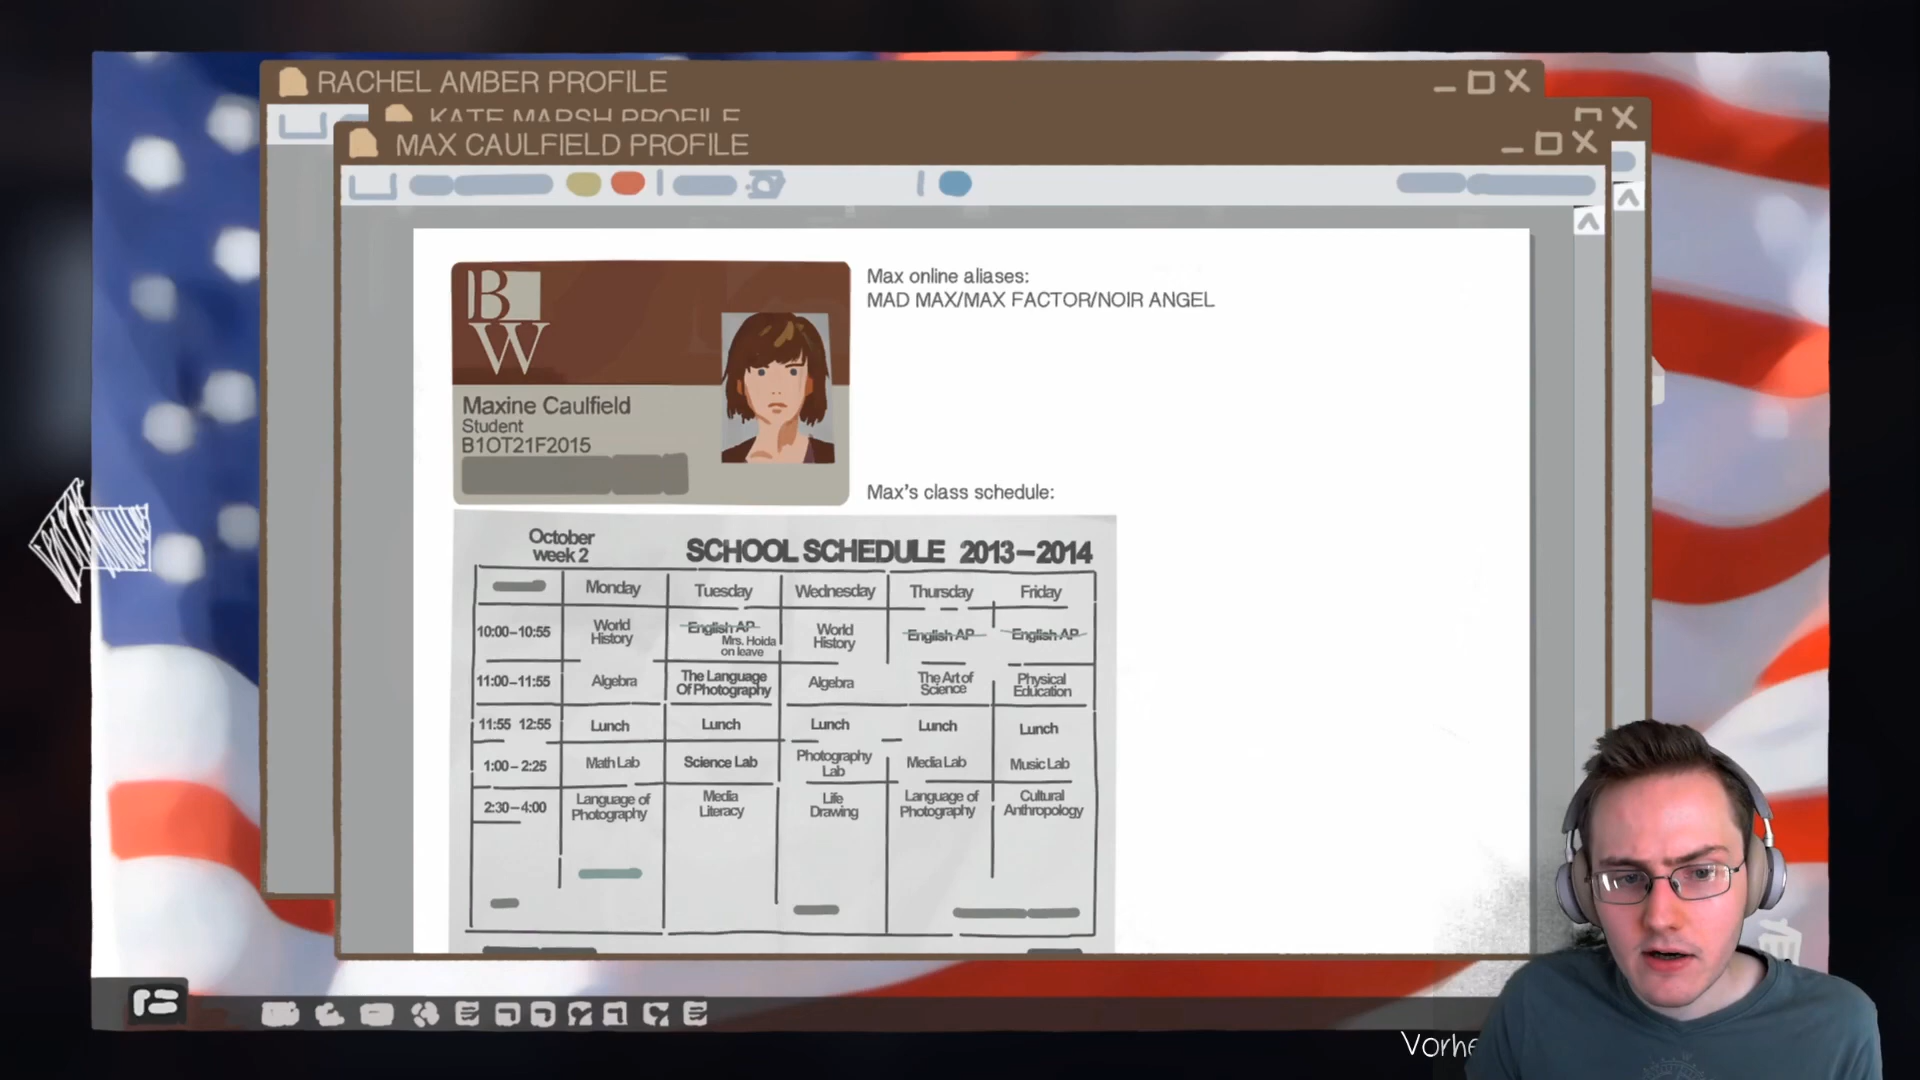 RACHEL AMBER PROFILE
KATE MARSH PROFILE
MAX CAULFIELD PROFILE
BW
Maxine Caulfield
Student
B1OT21F2015
Max online aliases:
MAD MAX/MAX FACTOR/NOIR ANGEL
Max's class schedule:
October
week 2
SCHOOL SCHEDULE 2013-2014
Monday Tuesday Wednesday Thursday Friday
10:00-10:55 World History English AP Mrs. Hoida on leave World History English AP English AP
11:00-11:55 Algebra The Language Of Photography Algebra The Art of Science Physical Education
11:55 12:55 Lunch Lunch Lunch Lunch Lunch
1:00-2:25 Math Lab Science Lab Photography Lab Media Lab Music Lab
2:30-4:00 Language of Photography Media Literacy Life Drawing Language of Photography Cultural Anthropology